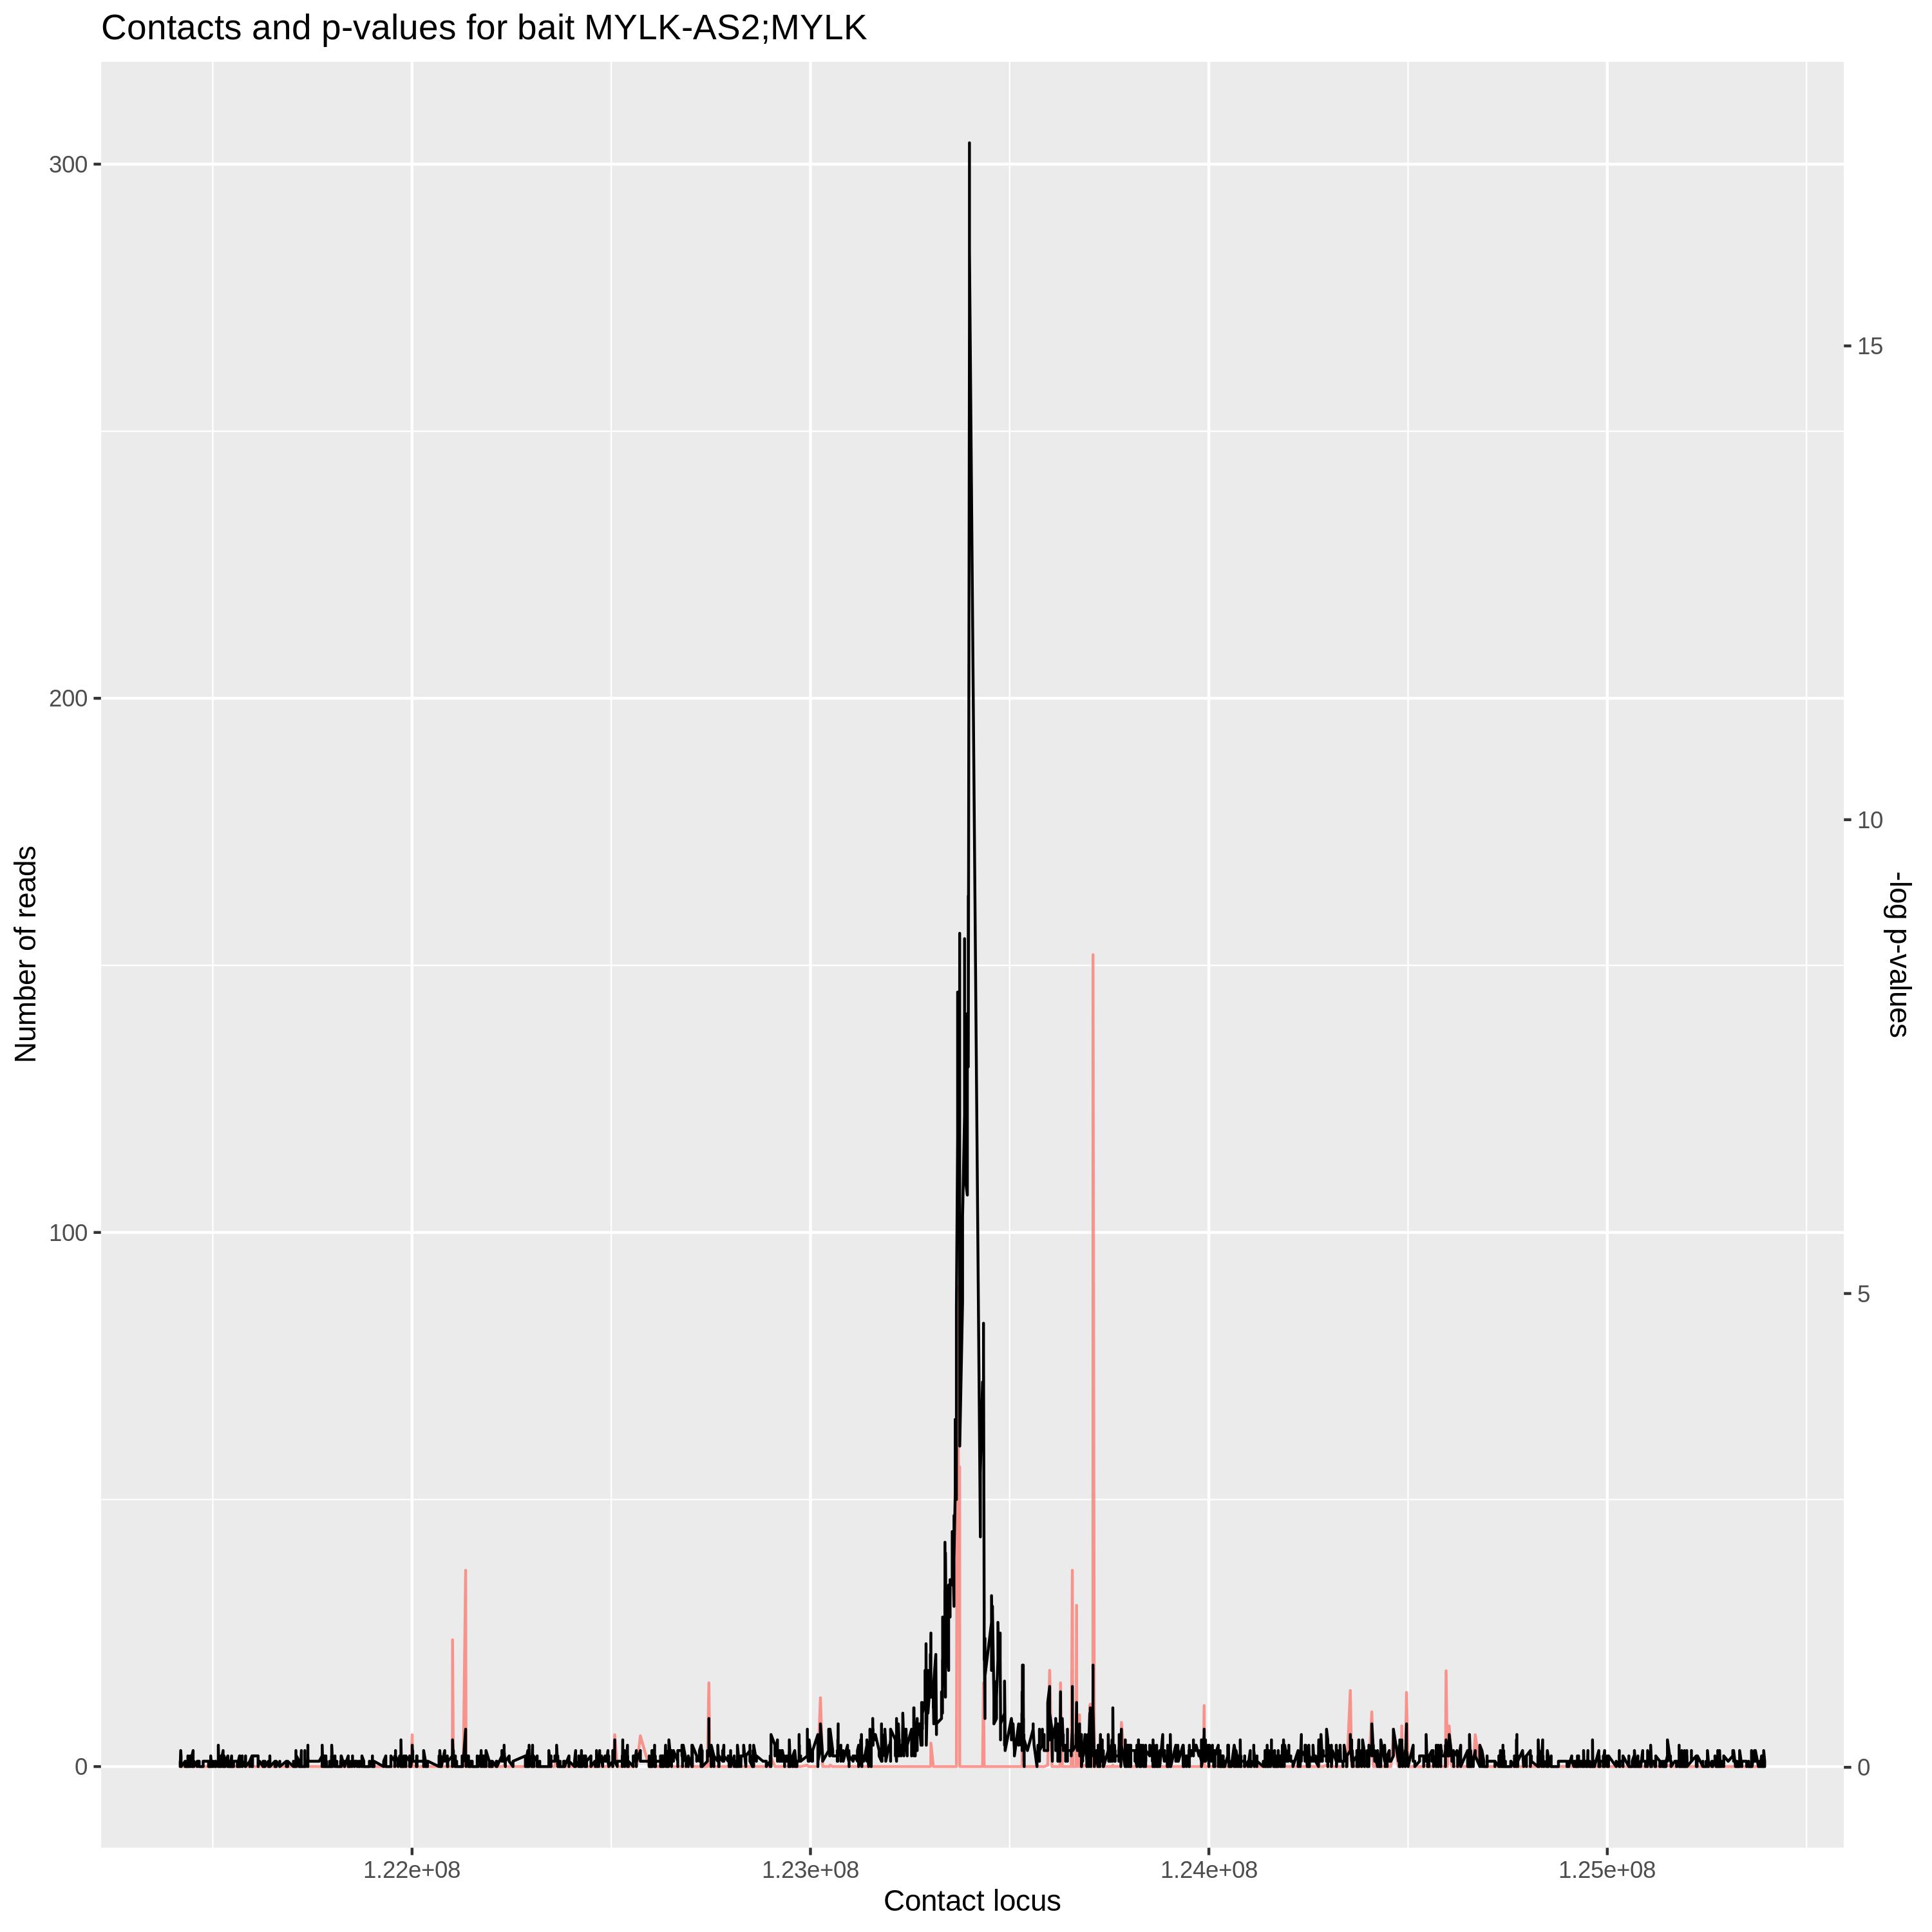 Contacts and p-values for bait MYLK-AS2;MYLK
300
200
100
0
Number of reads
15
10
5
0
-log p-values
1.22e+08
1.23e+08
1.24e+08
1.25e+08
Contact locus